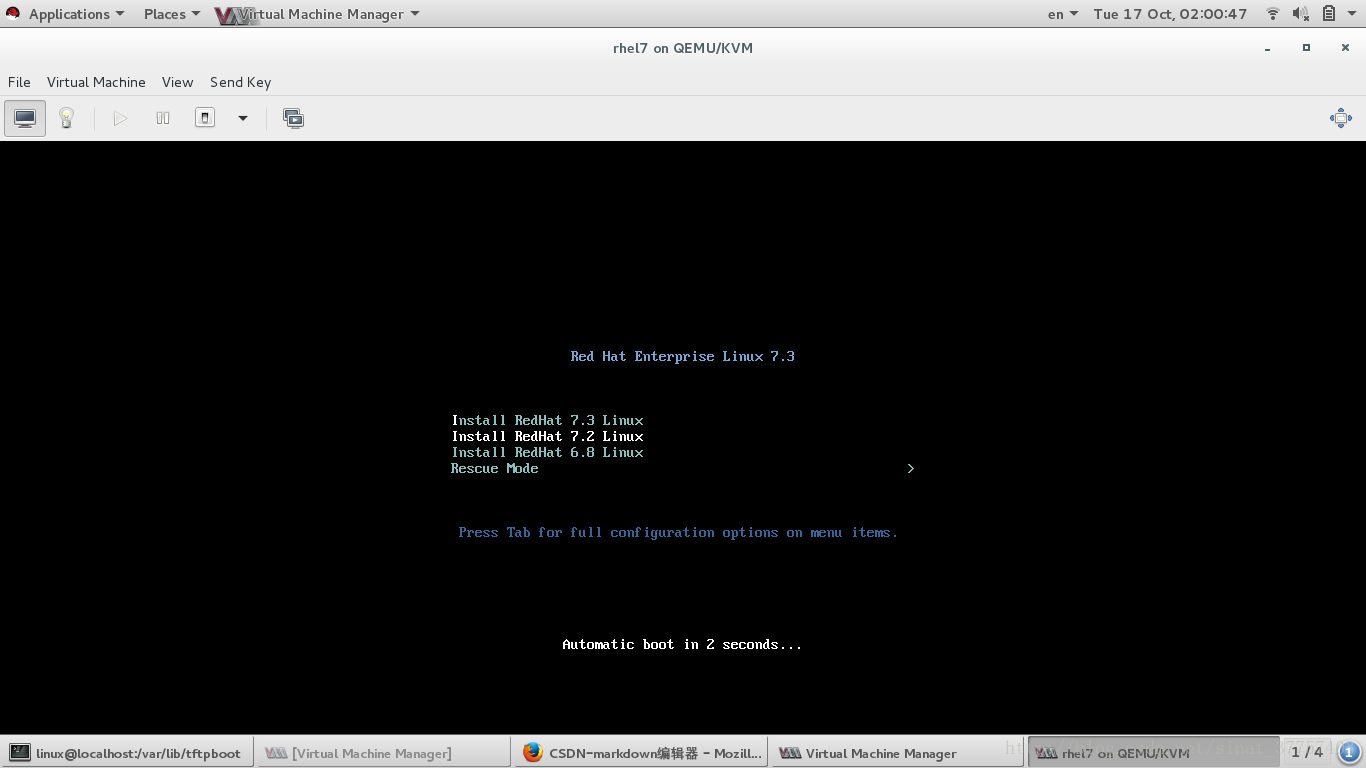 Applications Places Virtual Machine Manager en Tue 17 Oct, 02:00:47
rhel7 on QEMU/KVM
File Virtual Machine View Send Key
Red Hat Enterprise Linux 7.3
Install RedHat 7.3 Linux
Install RedHat 7.2 Linux
Install RedHat 6.8 Linux
Rescue Mode >
Press Tab for full configuration options on menu items.
Automatic boot in 2 seconds...
linux@localhost:/var/lib/tftpboot [Virtual Machine Manager] CSDN-markdown编辑器 - Mozill... Virtual Machine Manager rhel7 on QEMU/KVM 1 / 4 1